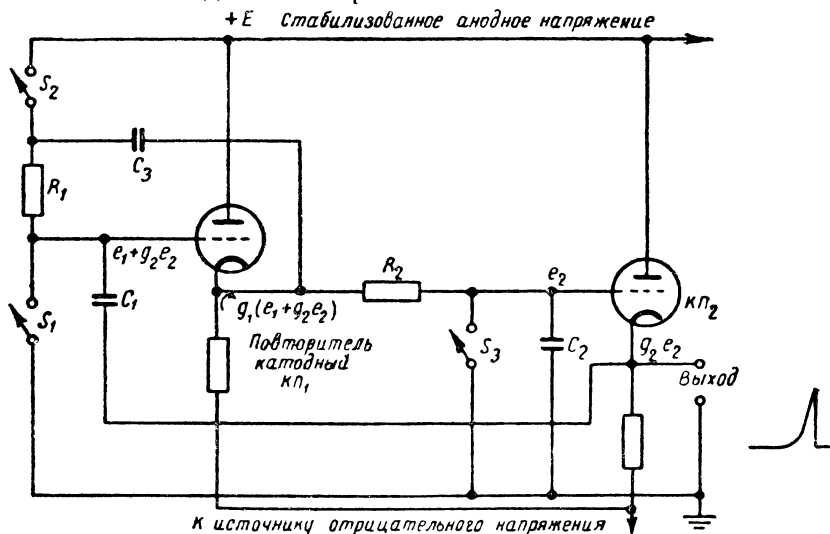 +E Стабилизованное анодное напряжение
S₂
C₃
R₁
e₁+g₂e₂
R₂
e₂
C₁
g₁(e₁+g₂e₂)
КП₂
S₁
S₃
C₂
g₂e₂
Повторитель
катодный
КП₁
Выход
К источнику отрицательного напряжения